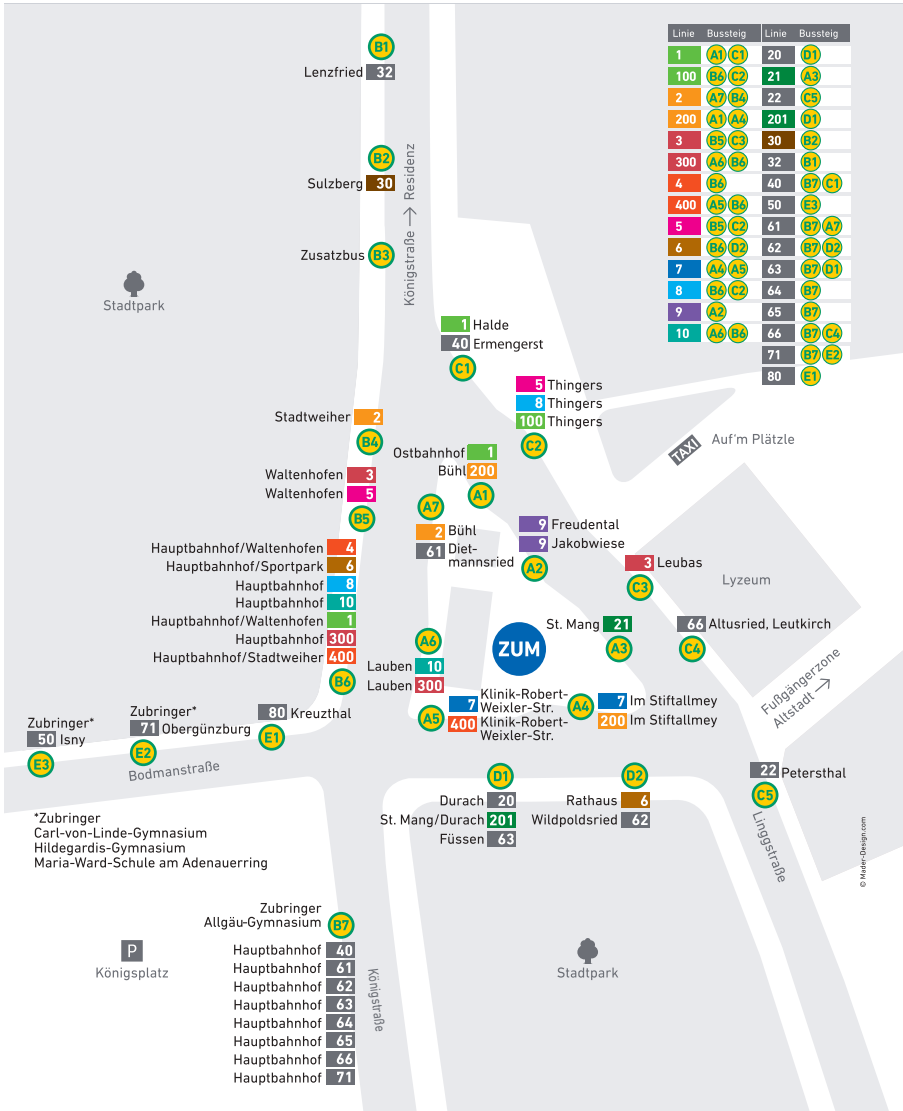 Linie Bussteig Linie Bussteig
1 A1 C1 20 D1
100 B6 C2 21 A3
2 A7 B4 22 C5
200 A1 A4 201 D1
3 B5 C3 30 B2
300 A6 B6 32 B1
4 B6 40 B7 C1
400 A5 B6 50 E3
5 B5 C2 61 B7 A7
6 B6 D2 62 B7 D2
7 A4 A5 63 B7 D1
8 B6 C2 64 B7
9 A2 65 B7
10 A6 B6 66 B7 C4
71 B7 E2
80 E1
B1
Lenzfried 32
B2
Sulzberg 30
Zusatzbus B3
Königstraße → Residenz
Stadtpark
1 Halde
40 Ermengerst
C1
5 Thingers
8 Thingers
100 Thingers
C2
TAXI
Auf'm Plätzle
Stadtweiher 2
B4
Ostbahnhof 1
Bühl 200
A1
Waltenhofen 3
Waltenhofen 5
B5
A7
2 Bühl
61 Diet-
mannsried
9 Freudental
9 Jakobwiese
A2
3 Leubas
C3
Lyzeum
Hauptbahnhof/Waltenhofen 4
Hauptbahnhof/Sportpark 6
Hauptbahnhof 8
Hauptbahnhof 10
Hauptbahnhof/Waltenhofen 1
Hauptbahnhof 300
Hauptbahnhof/Stadtweiher 400
B6
A6
Lauben 10
Lauben 300
ZUM
St. Mang 21
A3
66 Altusried, Leutkirch
C4
Fußgängerzone
Altstadt →
A5
7 Klinik-Robert-
Weixler-Str.
400 Klinik-Robert-
Weixler-Str.
A4
7 Im Stiftallmey
200 Im Stiftallmey
80 Kreuzthal
E1
Zubringer*
71 Obergünzburg
E2
Zubringer*
50 Isny
E3
Bodmanstraße
D1
Durach 20
St. Mang/Durach 201
Füssen 63
D2
Rathaus 6
Wildpoldsried 62
22 Petersthal
C5
Linggstraße
*Zubringer
Carl-von-Linde-Gymnasium
Hildegardis-Gymnasium
Maria-Ward-Schule am Adenauerring
© Mader-Design.com
Zubringer
Allgäu-Gymnasium B7
Hauptbahnhof 40
Hauptbahnhof 61
Hauptbahnhof 62
Hauptbahnhof 63
Hauptbahnhof 64
Hauptbahnhof 65
Hauptbahnhof 66
Hauptbahnhof 71
P
Königsplatz
Königstraße
Stadtpark